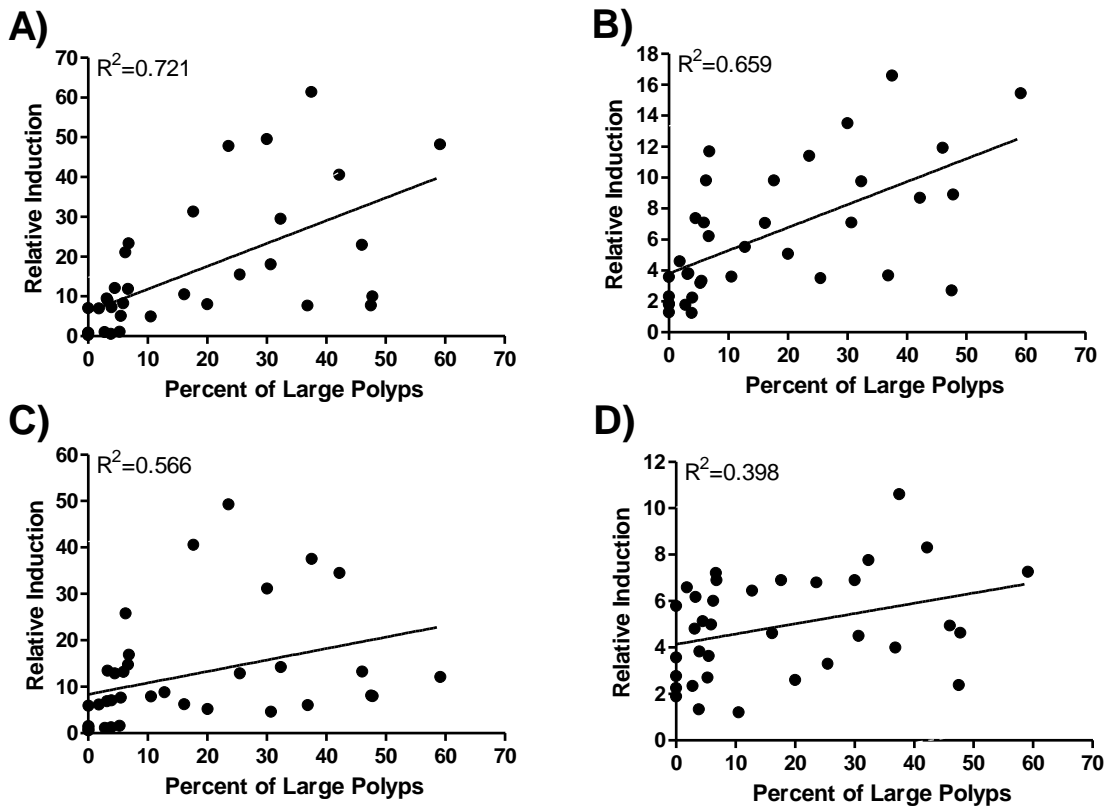 A)
R²=0.721
Relative Induction
70
60
50
40
30
20
10
0
0 10 20 30 40 50 60 70
Percent of Large Polyps
B)
R²=0.659
Relative Induction
18
16
14
12
10
8
6
4
2
0
0 10 20 30 40 50 60 70
Percent of Large Polyps
C)
R²=0.566
Relative Induction
60
50
40
30
20
10
0
0 10 20 30 40 50 60 70
Percent of Large Polyps
D)
R²=0.398
Relative Induction
12
10
8
6
4
2
0
0 10 20 30 40 50 60 70
Percent of Large Polyps